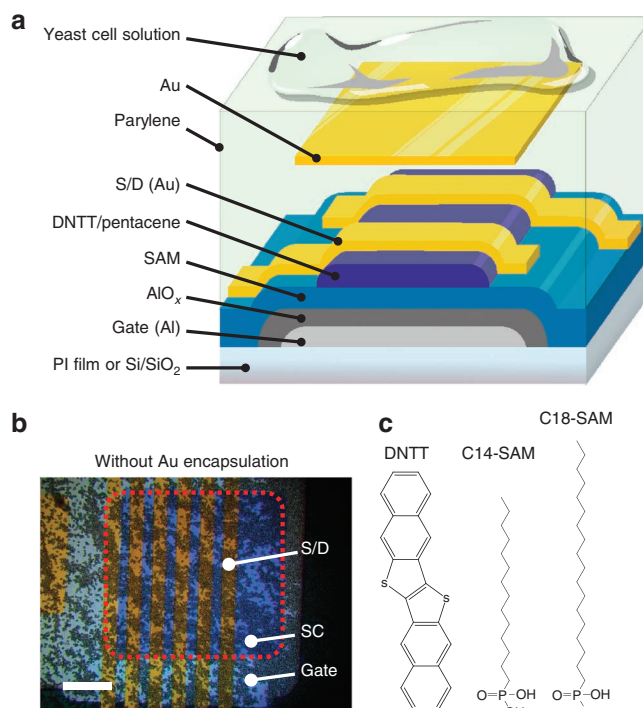 a
Yeast cell solution
Au
Parylene
S/D (Au)
DNTT/pentacene
SAM
AlOₓ
Gate (Al)
PI film or Si/SiO₂
b
Without Au encapsulation
S/D
SC
Gate
c
C18-SAM
DNTT
C14-SAM
S
S
O=P-OH
O=P-OH